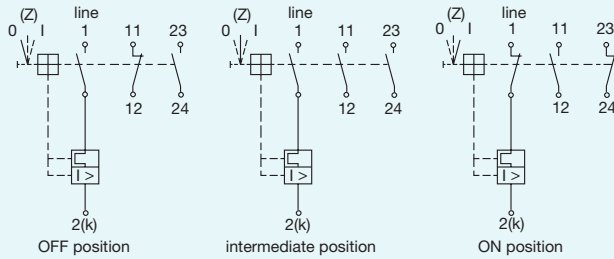 (Z) line
0 I 1 11 23
12 24
I >
2(k)
OFF position
(Z) line
0 I 1 11 23
12 24
I >
2(k)
intermediate position
(Z) line
0 I 1 11 23
12 24
I >
2(k)
ON position